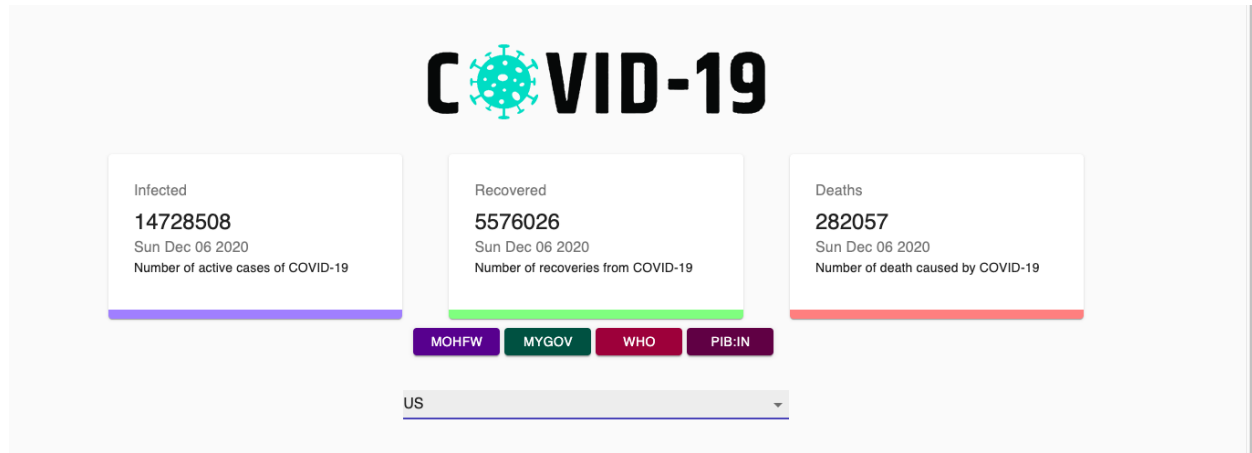 COVID-19
Infected
14728508
Sun Dec 06 2020
Number of active cases of COVID-19
Recovered
5576026
Sun Dec 06 2020
Number of recoveries from COVID-19
Deaths
282057
Sun Dec 06 2020
Number of death caused by COVID-19
MOHFW MYGOV WHO PIB:IN
US